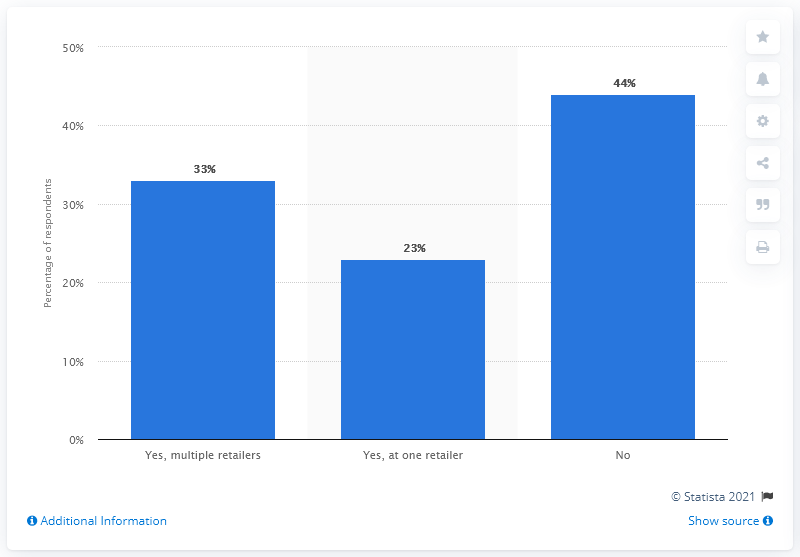 50%
40%
30%
20%
10%
0%
Percentage of respondents
33%
23%
44%
Yes, multiple retailers
Yes, at one retailer
No
© Statista 2021
Additional Information
Show source